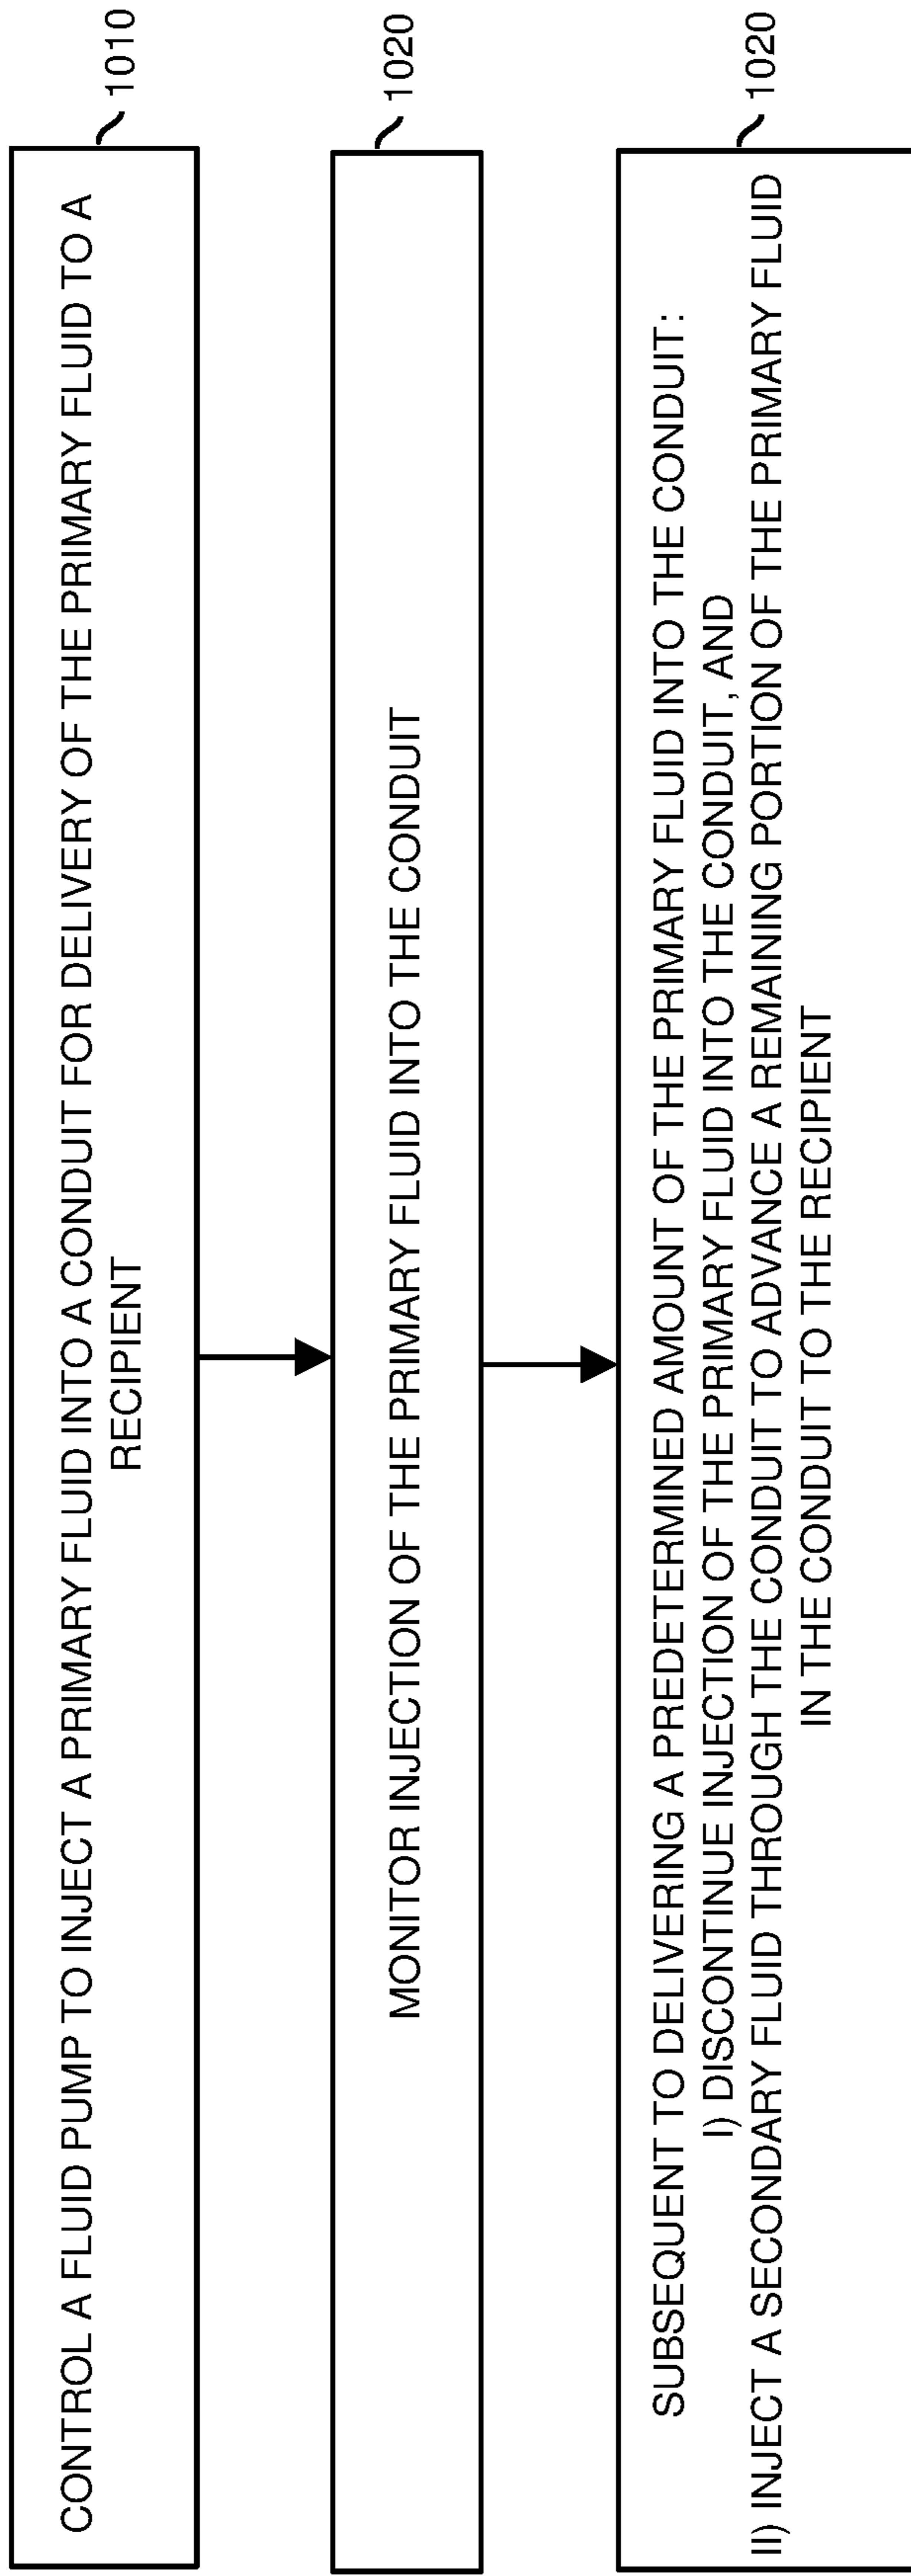 CONTROL A FLUID PUMP TO INJECT A PRIMARY FLUID INTO A CONDUIT FOR DELIVERY OF THE PRIMARY FLUID TO A
RECIPIENT
1010
MONITOR INJECTION OF THE PRIMARY FLUID INTO THE CONDUIT
1020
SUBSEQUENT TO DELIVERING A PREDETERMINED AMOUNT OF THE PRIMARY FLUID INTO THE CONDUIT:
I) DISCONTINUE INJECTION OF THE PRIMARY FLUID INTO THE CONDUIT, AND
II) INJECT A SECONDARY FLUID THROUGH THE CONDUIT TO ADVANCE A REMAINING PORTION OF THE PRIMARY FLUID
IN THE CONDUIT TO THE RECIPIENT
1020